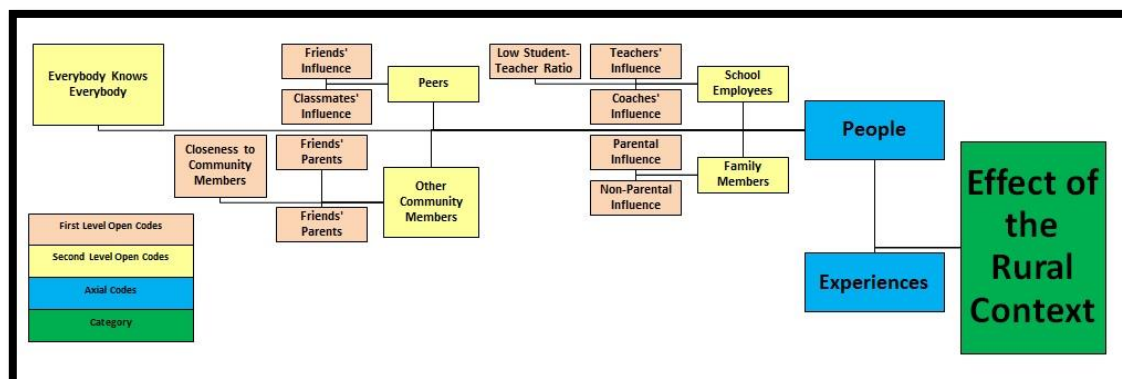 Everybody Knows
Everybody
Friends'
Influence
Classmates'
Influence
Peers
Low Student-
Teacher Ratio
Teachers'
Influence
Coaches'
Influence
School
Employees
Closeness to
Community
Members
Friends'
Parents
Friends'
Parents
Other
Community
Members
Parental
Influence
Non-Parental
Influence
Family
Members
People
Experiences
Effect of
the
Rural
Context
First Level Open Codes
Second Level Open Codes
Axial Codes
Category